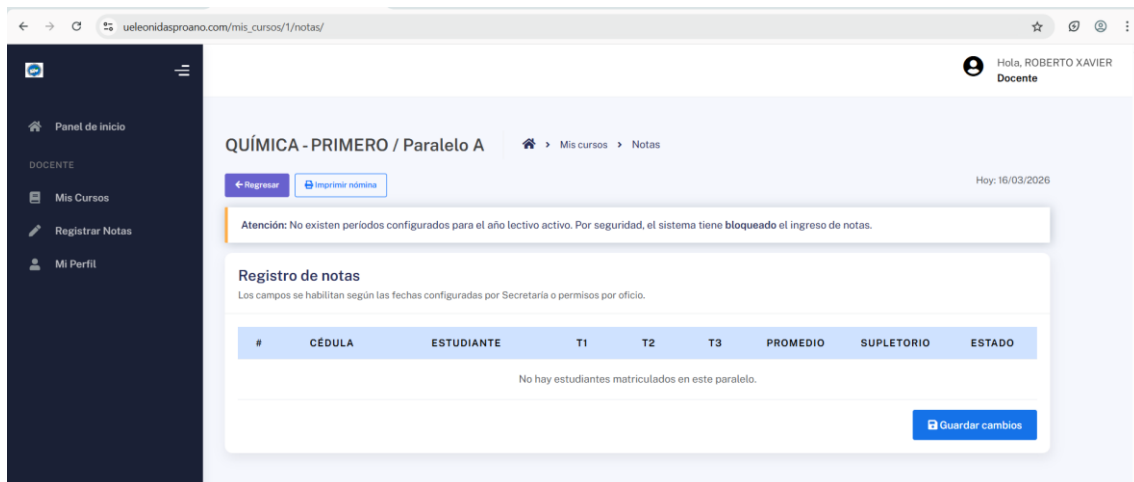 ueleonidasproano.com/mis_cursos/1/notas/
Hola, ROBERTO XAVIER
Docente
Panel de inicio
DOCENTE
Mis Cursos
Registrar Notas
Mi Perfil
QUÍMICA - PRIMERO / Paralelo A
> Mis cursos > Notas
Regresar
Imprimir nómina
Hoy: 16/03/2026
Atención: No existen períodos configurados para el año lectivo activo. Por seguridad, el sistema tiene bloqueado el ingreso de notas.
Registro de notas
Los campos se habilitan según las fechas configuradas por Secretaría o permisos por oficio.
# CÉDULA ESTUDIANTE T1 T2 T3 PROMEDIO SUPLETORIO ESTADO
No hay estudiantes matriculados en este paralelo.
Guardar cambios